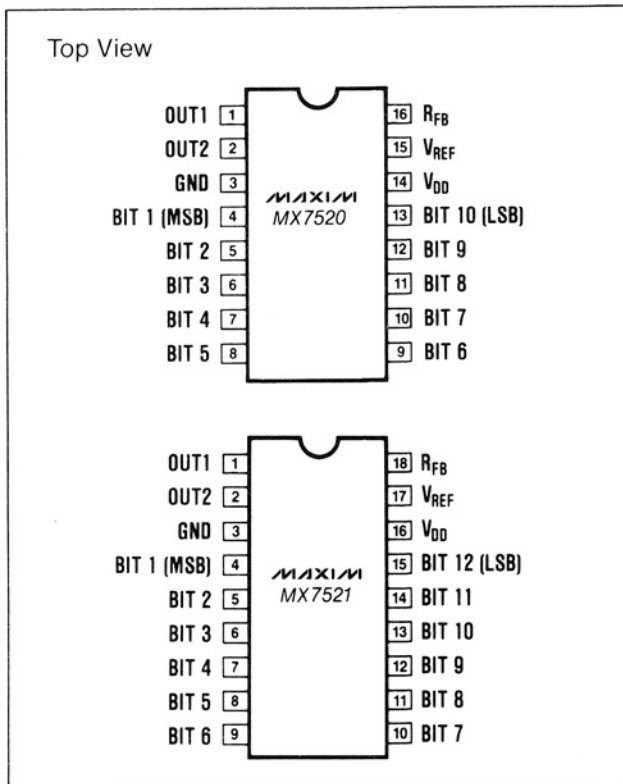 Top View
OUT1 1
OUT2 2
GND 3
BIT 1 (MSB) 4
BIT 2 5
BIT 3 6
BIT 4 7
BIT 5 8
MAXIM
MX7520
16 RFB
15 VREF
14 VDD
13 BIT 10 (LSB)
12 BIT 9
11 BIT 8
10 BIT 7
9 BIT 6
OUT1 1
OUT2 2
GND 3
BIT 1 (MSB) 4
BIT 2 5
BIT 3 6
BIT 4 7
BIT 5 8
BIT 6 9
MAXIM
MX7521
18 RFB
17 VREF
16 VDD
15 BIT 12 (LSB)
14 BIT 11
13 BIT 10
12 BIT 9
11 BIT 8
10 BIT 7